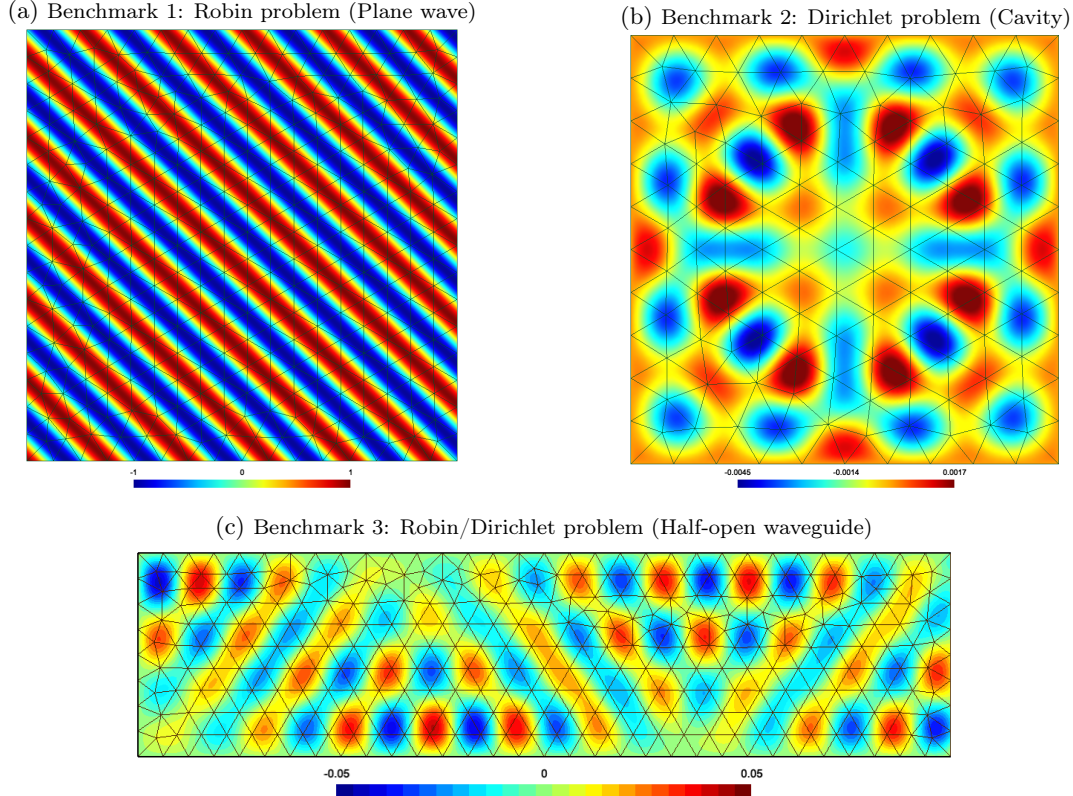 (a) Benchmark 1: Robin problem (Plane wave)
(b) Benchmark 2: Dirichlet problem (Cavity)
-1 0 1
-0.0045 -0.0014 0.0017
(c) Benchmark 3: Robin/Dirichlet problem (Half-open waveguide)
-0.05 0 0.05